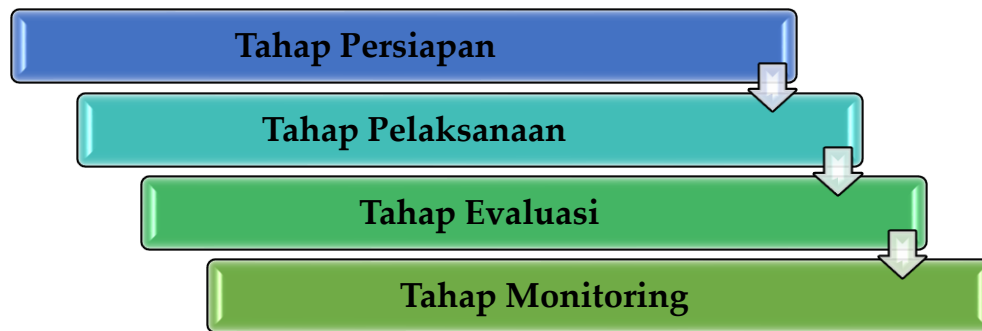 Tahap Persiapan
Tahap Pelaksanaan
Tahap Evaluasi
Tahap Monitoring